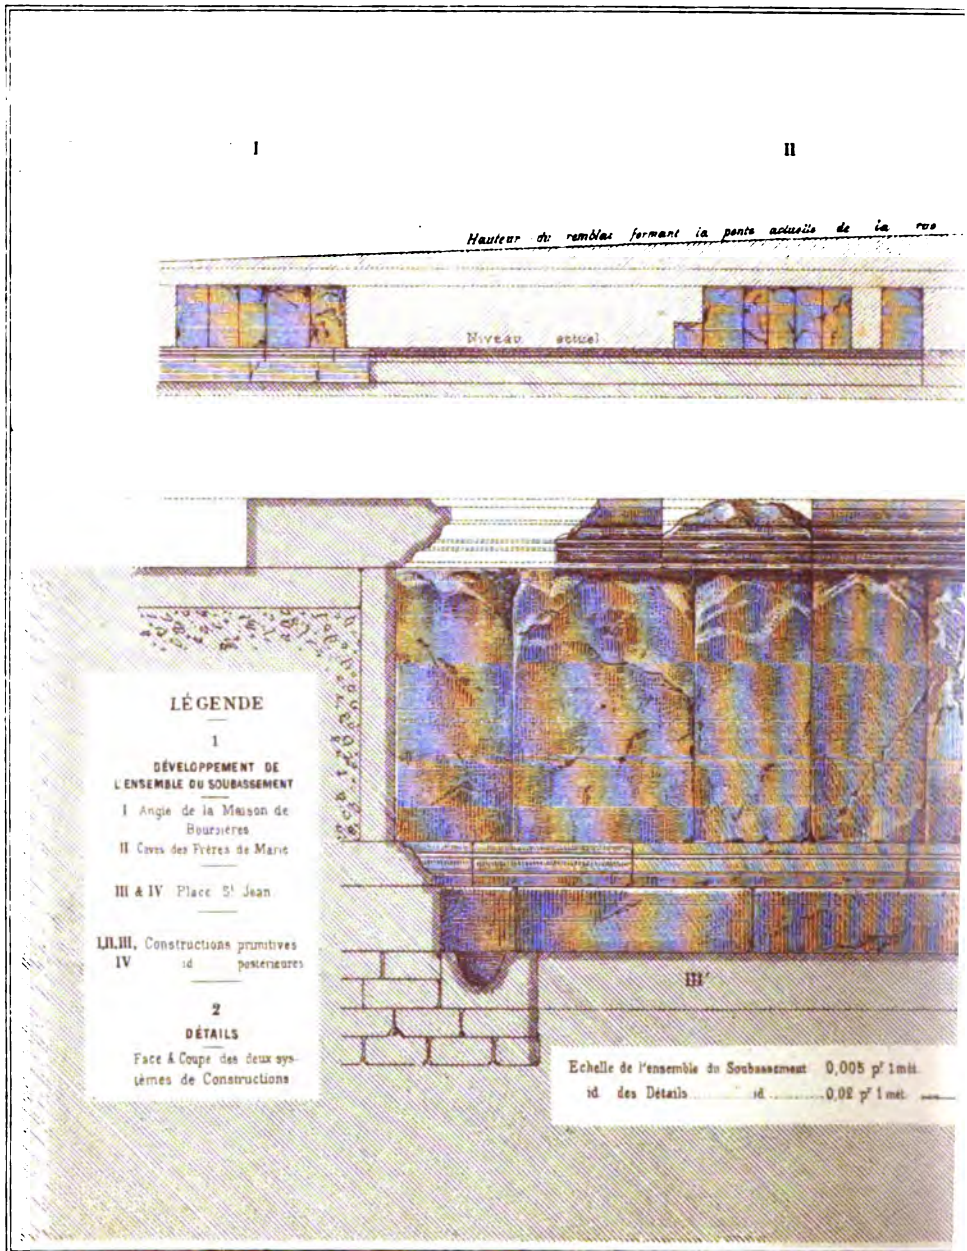 I
II
Hauteur du remblai formant la pente actuelle de la rue
Niveau actuel
LÉGENDE
1
DÉVELOPPEMENT DE
L'ENSEMBLE DU SOUBASSEMENT
I Angle de la Maison de
Boursières
II Caves des Frères de Marie
III & IV Place St Jean
I,II,III, Constructions primitives
IV id posterieures
2
DÉTAILS
Face & Coupe des deux sys-
tèmes de Constructions
III'
Echelle de l'ensemble du Soubassement 0,005 pr 1 mèt.
id. des Détails........ id..........0,02 pr 1 mèt.